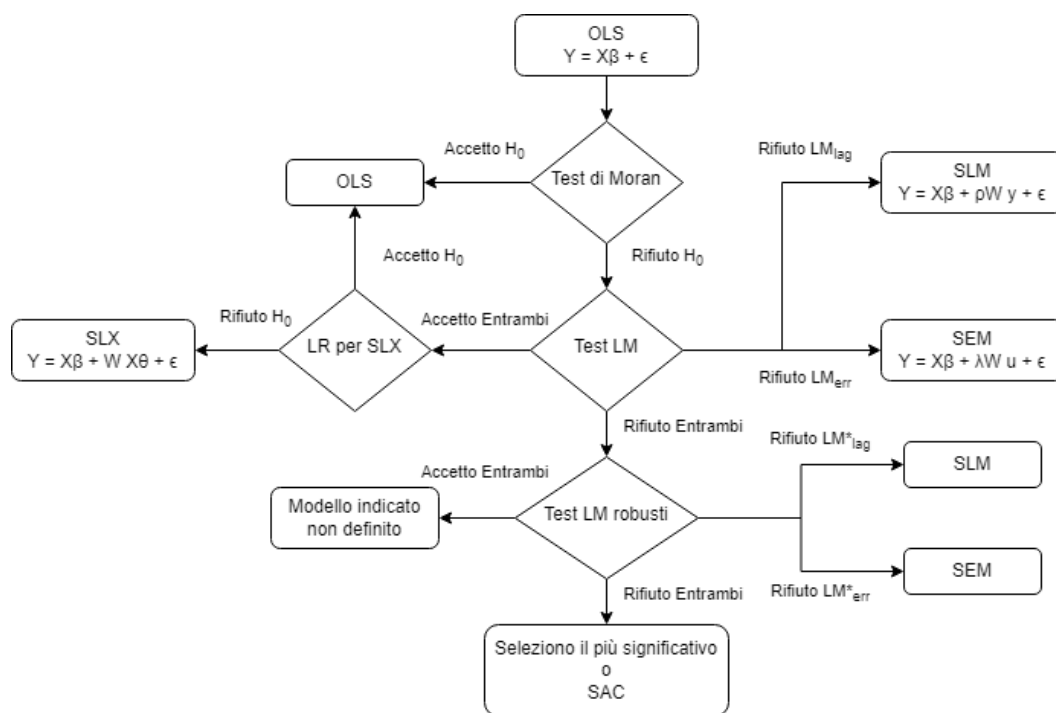 OLS
Y = Xβ + ϵ
Accetto H₀
Rifiuto LMlag
Test di Moran
OLS
SLM
Y = Xβ + ρW y + ϵ
Accetto H₀
Rifiuto H₀
Rifiuto H₀
Accetto Entrambi
SLX
Y = Xβ + W Xθ + ϵ
LR per SLX
Test LM
SEM
Y = Xβ + λW u + ϵ
Rifiuto LMerr
Rifiuto Entrambi
Rifiuto LM*lag
Accetto Entrambi
SLM
Modello indicato
non definito
Test LM robusti
SEM
Rifiuto Entrambi
Rifiuto LM*err
Seleziono il più significativo
o
SAC